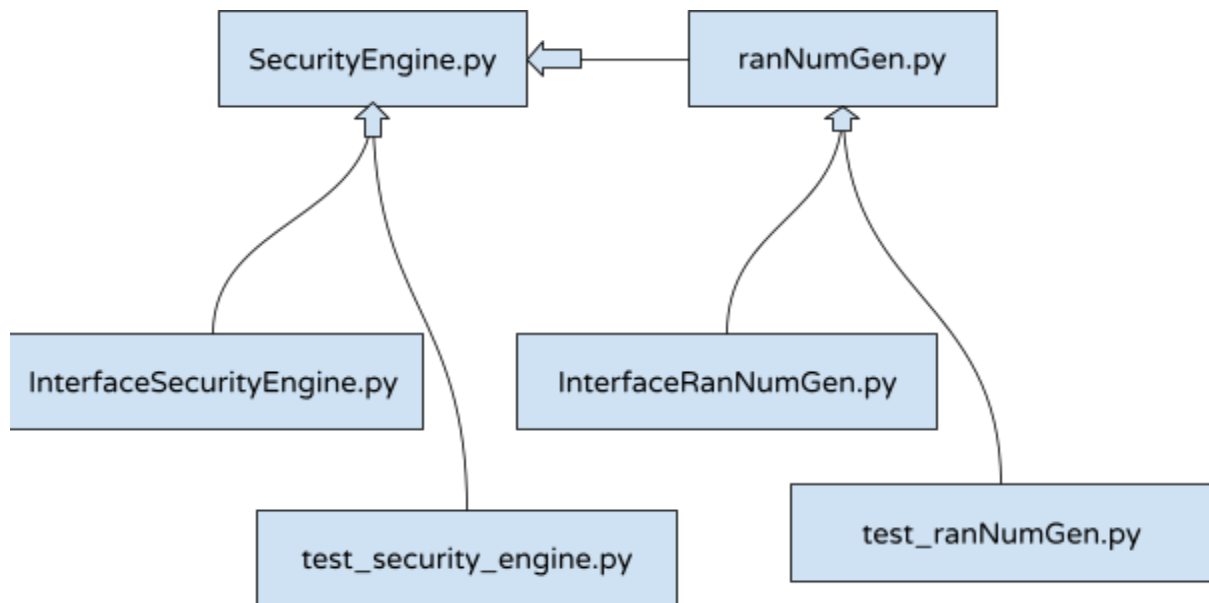 SecurityEngine.py
ranNumGen.py
InterfaceSecurityEngine.py
InterfaceRanNumGen.py
test_security_engine.py
test_ranNumGen.py